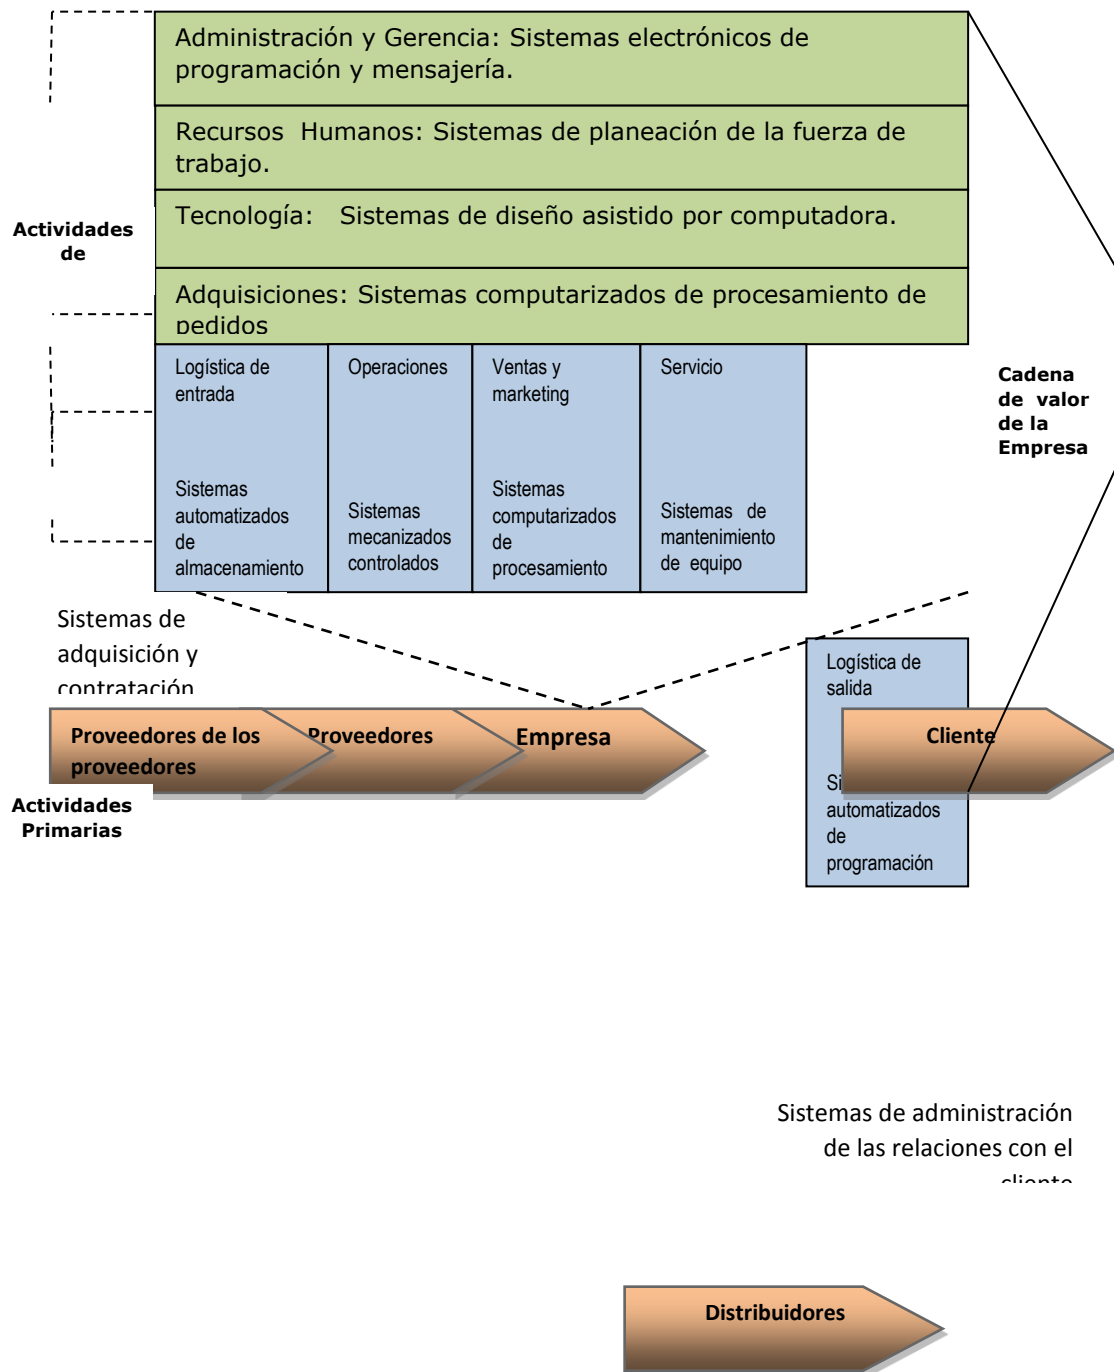 Administración y Gerencia: Sistemas electrónicos de
programación y mensajería.
Recursos Humanos: Sistemas de planeación de la fuerza de
trabajo.
Tecnología: Sistemas de diseño asistido por computadora.
Actividades
de
Adquisiciones: Sistemas computarizados de procesamiento de
pedidos
Logística de
entrada
Sistemas
automatizados
de
almacenamiento
Operaciones
Sistemas
mecanizados
controlados
Ventas y
marketing
Sistemas
computarizados
de
procesamiento
Servicio
Sistemas de
mantenimiento
de equipo
Cadena
de valor
de la
Empresa
Sistemas de
adquisición y
contratación
Logística de
salida
automatizados
de
programación
Proveedores de los
proveedores
Proveedores
Empresa
Cliente
Actividades
Primarias
Sistemas de administración
de las relaciones con el
cliente
Distribuidores